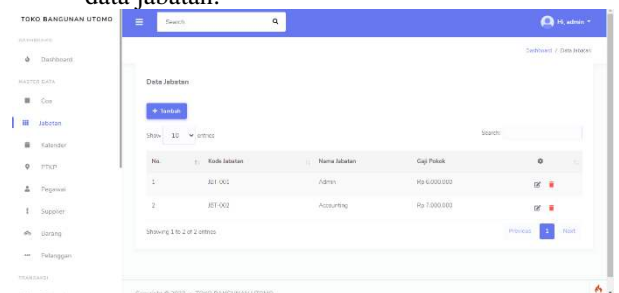 data jabatan.
TOKO BANGUNAN UTOMO
Search
Hi, admin
DASHBOARD
Dashboard
Dashboard / Data Jabatan
MASTER DATA
Coa
Jabatan
Kalender
PTKP
Pegawai
Supplier
Barang
Pelanggan
TRANSAKSI
Data Jabatan
+ Tambah
Show 10 entries
Search:
No. Kode Jabatan Nama Jabatan Gaji Pokok
1 JBT-001 Admin Rp 6.000.000
2 JBT-002 Accounting Rp 7.000.000
Showing 1 to 2 of 2 entries
Previous 1 Next
TOKO BANGUNAN UTOMO